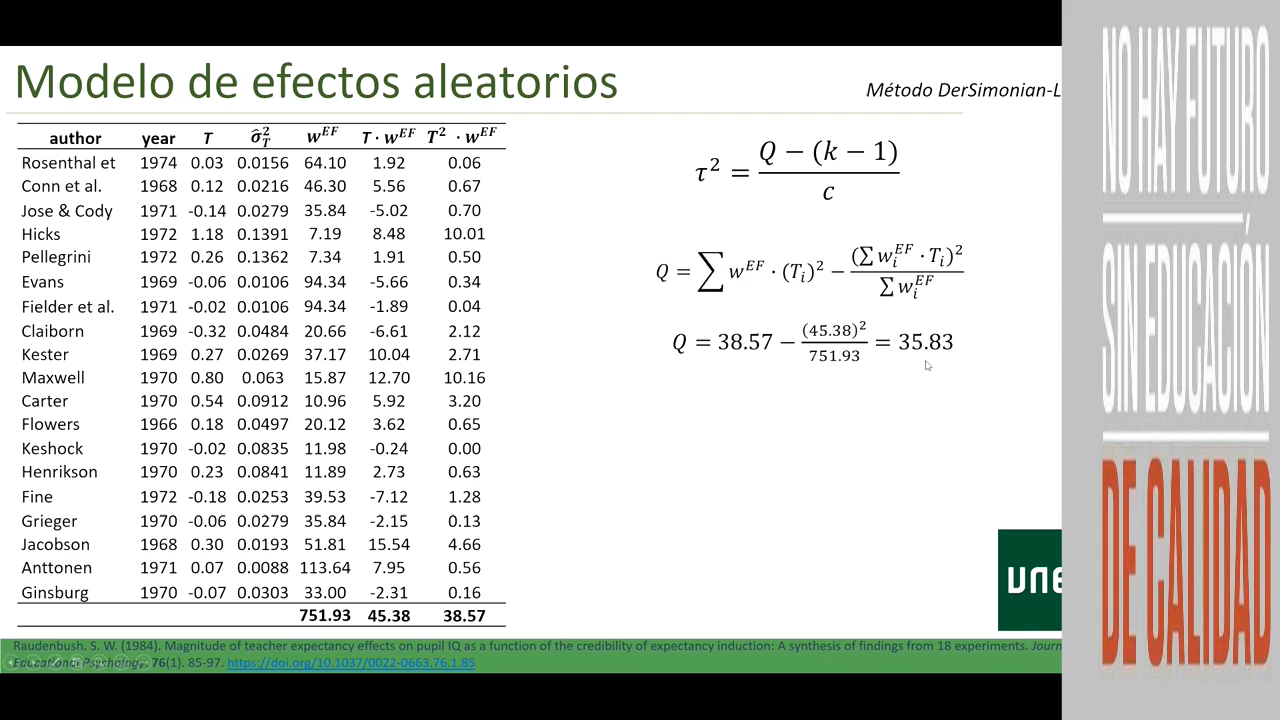 Modelo de efectos aleatorios
Método DerSimonian-L
author year T σ̂²_T w^EF T · w^EF T² · w^EF
Rosenthal et 1974 0.03 0.0156 64.10 1.92 0.06
Conn et al. 1968 0.12 0.0216 46.30 5.56 0.67
Jose & Cody 1971 -0.14 0.0279 35.84 -5.02 0.70
Hicks 1972 1.18 0.1391 7.19 8.48 10.01
Pellegrini 1972 0.26 0.1362 7.34 1.91 0.50
Evans 1969 -0.06 0.0106 94.34 -5.66 0.34
Fielder et al. 1971 -0.02 0.0106 94.34 -1.89 0.04
Claiborn 1969 -0.32 0.0484 20.66 -6.61 2.12
Kester 1969 0.27 0.0269 37.17 10.04 2.71
Maxwell 1970 0.80 0.063 15.87 12.70 10.16
Carter 1970 0.54 0.0912 10.96 5.92 3.20
Flowers 1966 0.18 0.0497 20.12 3.62 0.65
Keshock 1970 -0.02 0.0835 11.98 -0.24 0.00
Henrikson 1970 0.23 0.0841 11.89 2.73 0.63
Fine 1972 -0.18 0.0253 39.53 -7.12 1.28
Grieger 1970 -0.06 0.0279 35.84 -2.15 0.13
Jacobson 1968 0.30 0.0193 51.81 15.54 4.66
Anttonen 1971 0.07 0.0088 113.64 7.95 0.56
Ginsburg 1970 -0.07 0.0303 33.00 -2.31 0.16
751.93 45.38 38.57
τ² = (Q − (k − 1)) / c
Q = ∑ w^EF · (T_i)² − (∑ w_i^EF · T_i)² / ∑ w_i^EF
Q = 38.57 − (45.38)² / 751.93 = 35.83
une
Raudenbush. S. W. (1984). Magnitude of teacher expectancy effects on pupil IQ as a function of the credibility of expectancy induction: A synthesis of findings from 18 experiments. Journ
Educational Psychology. 76(1). 85-97. https://doi.org/10.1037/0022-0663.76.1.85
NO HAY FUTURO
SIN EDUCACIÓN
DE CALIDAD